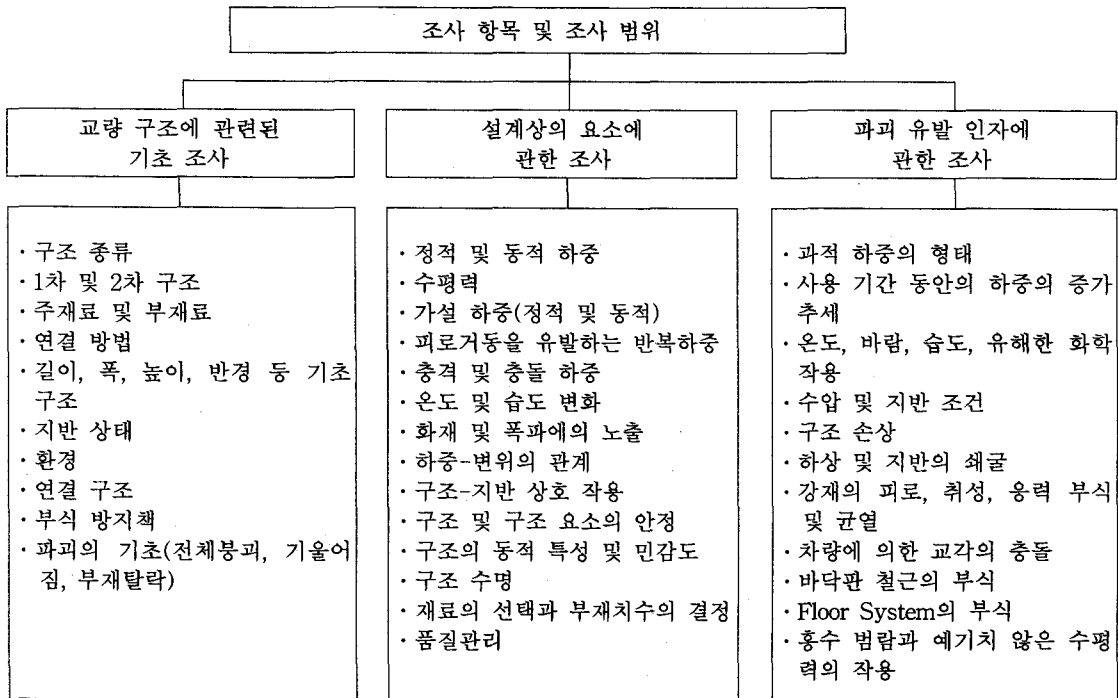 조사 항목 및 조사 범위
교량 구조에 관련된
기초 조사
· 구조 종류
· 1차 및 2차 구조
· 주재료 및 부재료
· 연결 방법
· 길이, 폭, 높이, 반경 등 기초
구조
· 지반 상태
· 환경
· 연결 구조
· 부식 방지책
· 파괴의 기초(전체붕괴, 기울어
짐, 부재탈락)
설계상의 요소에
관한 조사
· 정적 및 동적 하중
· 수평력
· 가설 하중(정적 및 동적)
· 피로거동을 유발하는 반복하중
· 충격 및 충돌 하중
· 온도 및 습도 변화
· 화재 및 폭파에의 노출
· 하중-변위의 관계
· 구조-지반 상호 작용
· 구조 및 구조 요소의 안정
· 구조의 동적 특성 및 민감도
· 구조 수명
· 재료의 선택과 부재치수의 결정
· 품질관리
파괴 유발 인자에
관한 조사
· 과적 하중의 형태
· 사용 기간 동안의 하중의 증가
추세
· 온도, 바람, 습도, 유해한 화학
작용
· 수압 및 지반 조건
· 구조 손상
· 하상 및 지반의 쇄굴
· 강재의 피로, 취성, 응력 부식
및 균열
· 차량에 의한 교각의 충돌
· 바닥판 철근의 부식
· Floor System의 부식
· 홍수 범람과 예기치 않은 수평
력의 작용